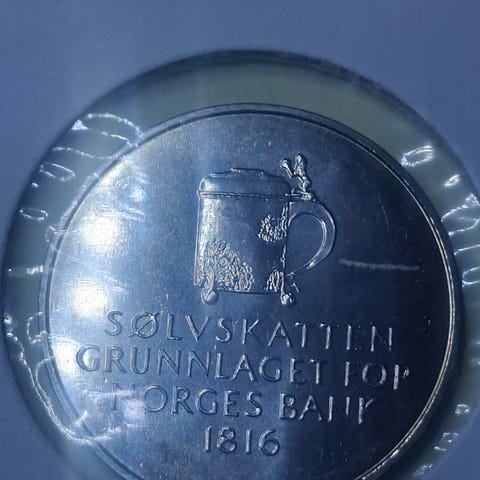 SØLVSKATTEN
GRUNNLAGET FOR
NORGES BANK
1816